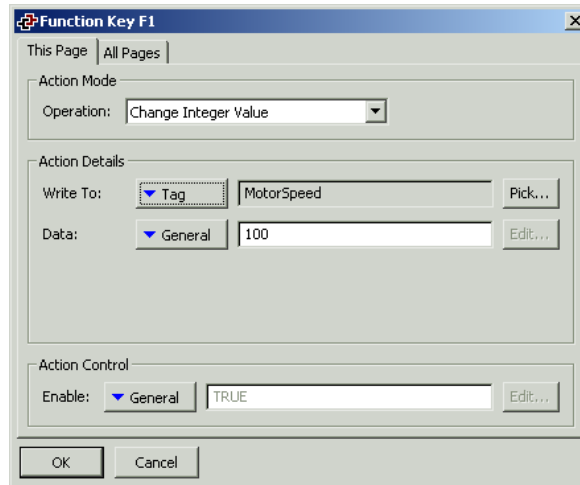 Function Key F1
This Page All Pages
Action Mode
Operation: Change Integer Value
Action Details
Write To: Tag MotorSpeed Pick...
Data: General 100 Edit...
Action Control
Enable: General TRUE Edit...
OK Cancel